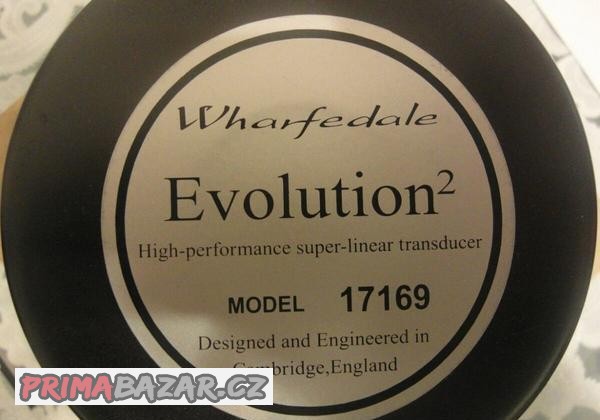 Wharfedale
Evolution²
High-performance super-linear transducer
MODEL 17169
Designed and Engineered in
Cambridge,England
PRIMABAZAR.CZ